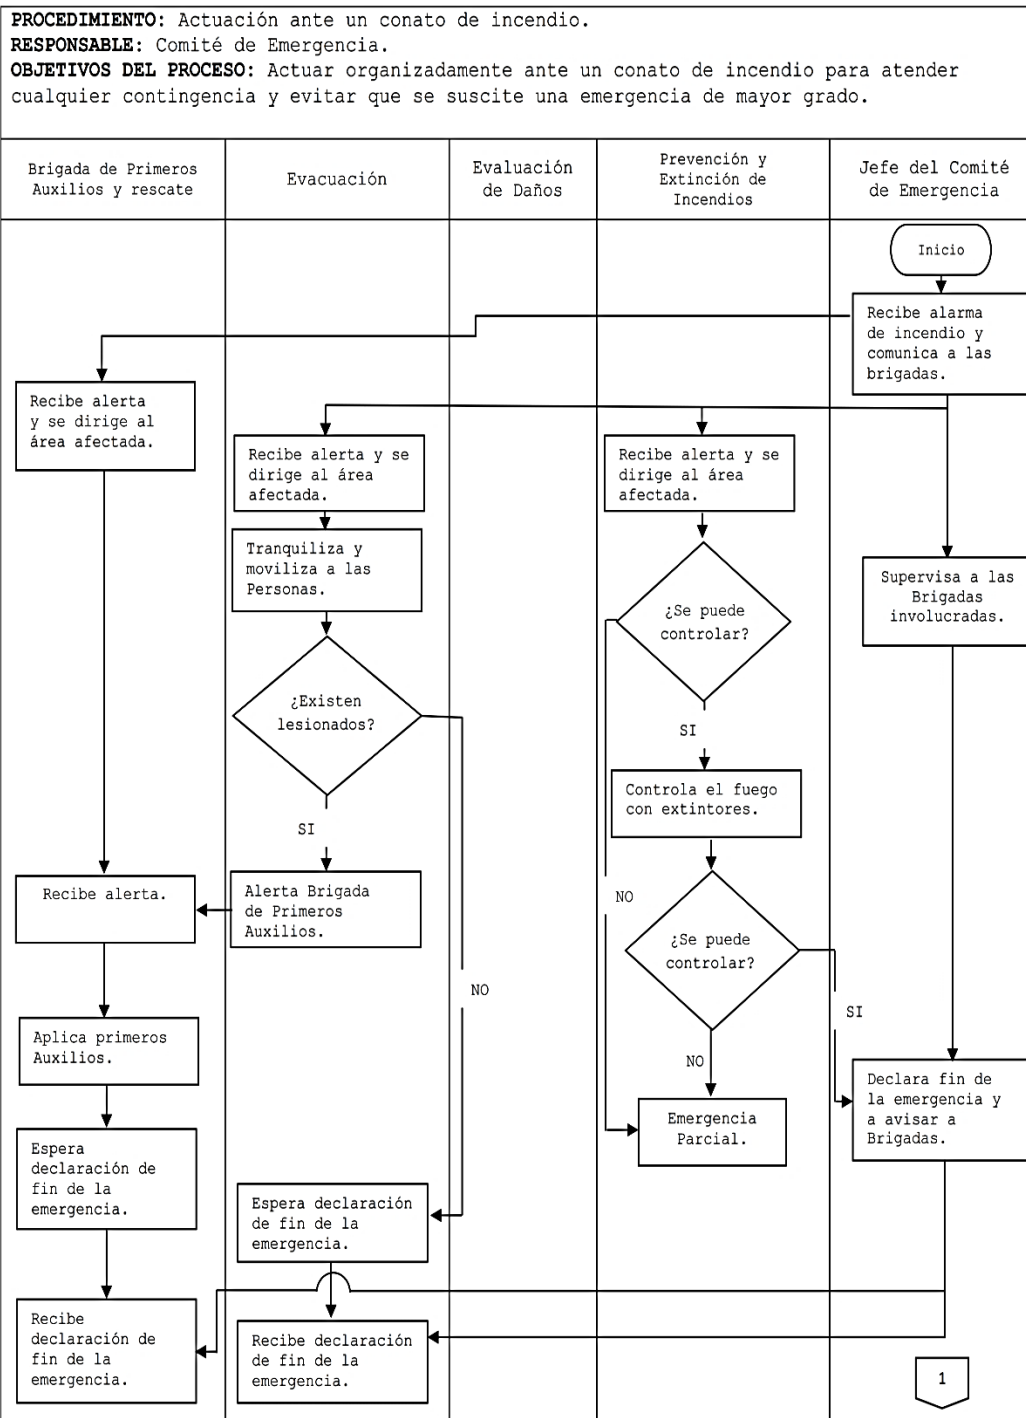 PROCEDIMIENTO: Actuación ante un conato de incendio.
RESPONSABLE: Comité de Emergencia.
OBJETIVOS DEL PROCESO: Actuar organizadamente ante un conato de incendio para atender
cualquier contingencia y evitar que se suscite una emergencia de mayor grado.
Brigada de Primeros
Auxilios y rescate
Evacuación
Evaluación
de Daños
Prevención y
Extinción de
Incendios
Jefe del Comité
de Emergencia
Inicio
Recibe alarma
de incendio y
comunica a las
brigadas.
Recibe alerta
y se dirige al
área afectada.
Recibe alerta y se
dirige al área
afectada.
Recibe alerta y se
dirige al área
afectada.
Tranquiliza y
moviliza a las
Personas.
¿Se puede
controlar?
Supervisa a las
Brigadas
involucradas.
¿Existen
lesionados?
SI
Controla el fuego
con extintores.
SI
Recibe alerta.
Alerta Brigada
de Primeros
Auxilios.
NO
¿Se puede
controlar?
NO
SI
Aplica primeros
Auxilios.
NO
Declara fin de
la emergencia y
a avisar a
Brigadas.
Emergencia
Parcial.
Espera
declaración de
fin de la
emergencia.
Espera declaración
de fin de la
emergencia.
Recibe
declaración de
fin de la
emergencia.
Recibe declaración
de fin de la
emergencia.
1